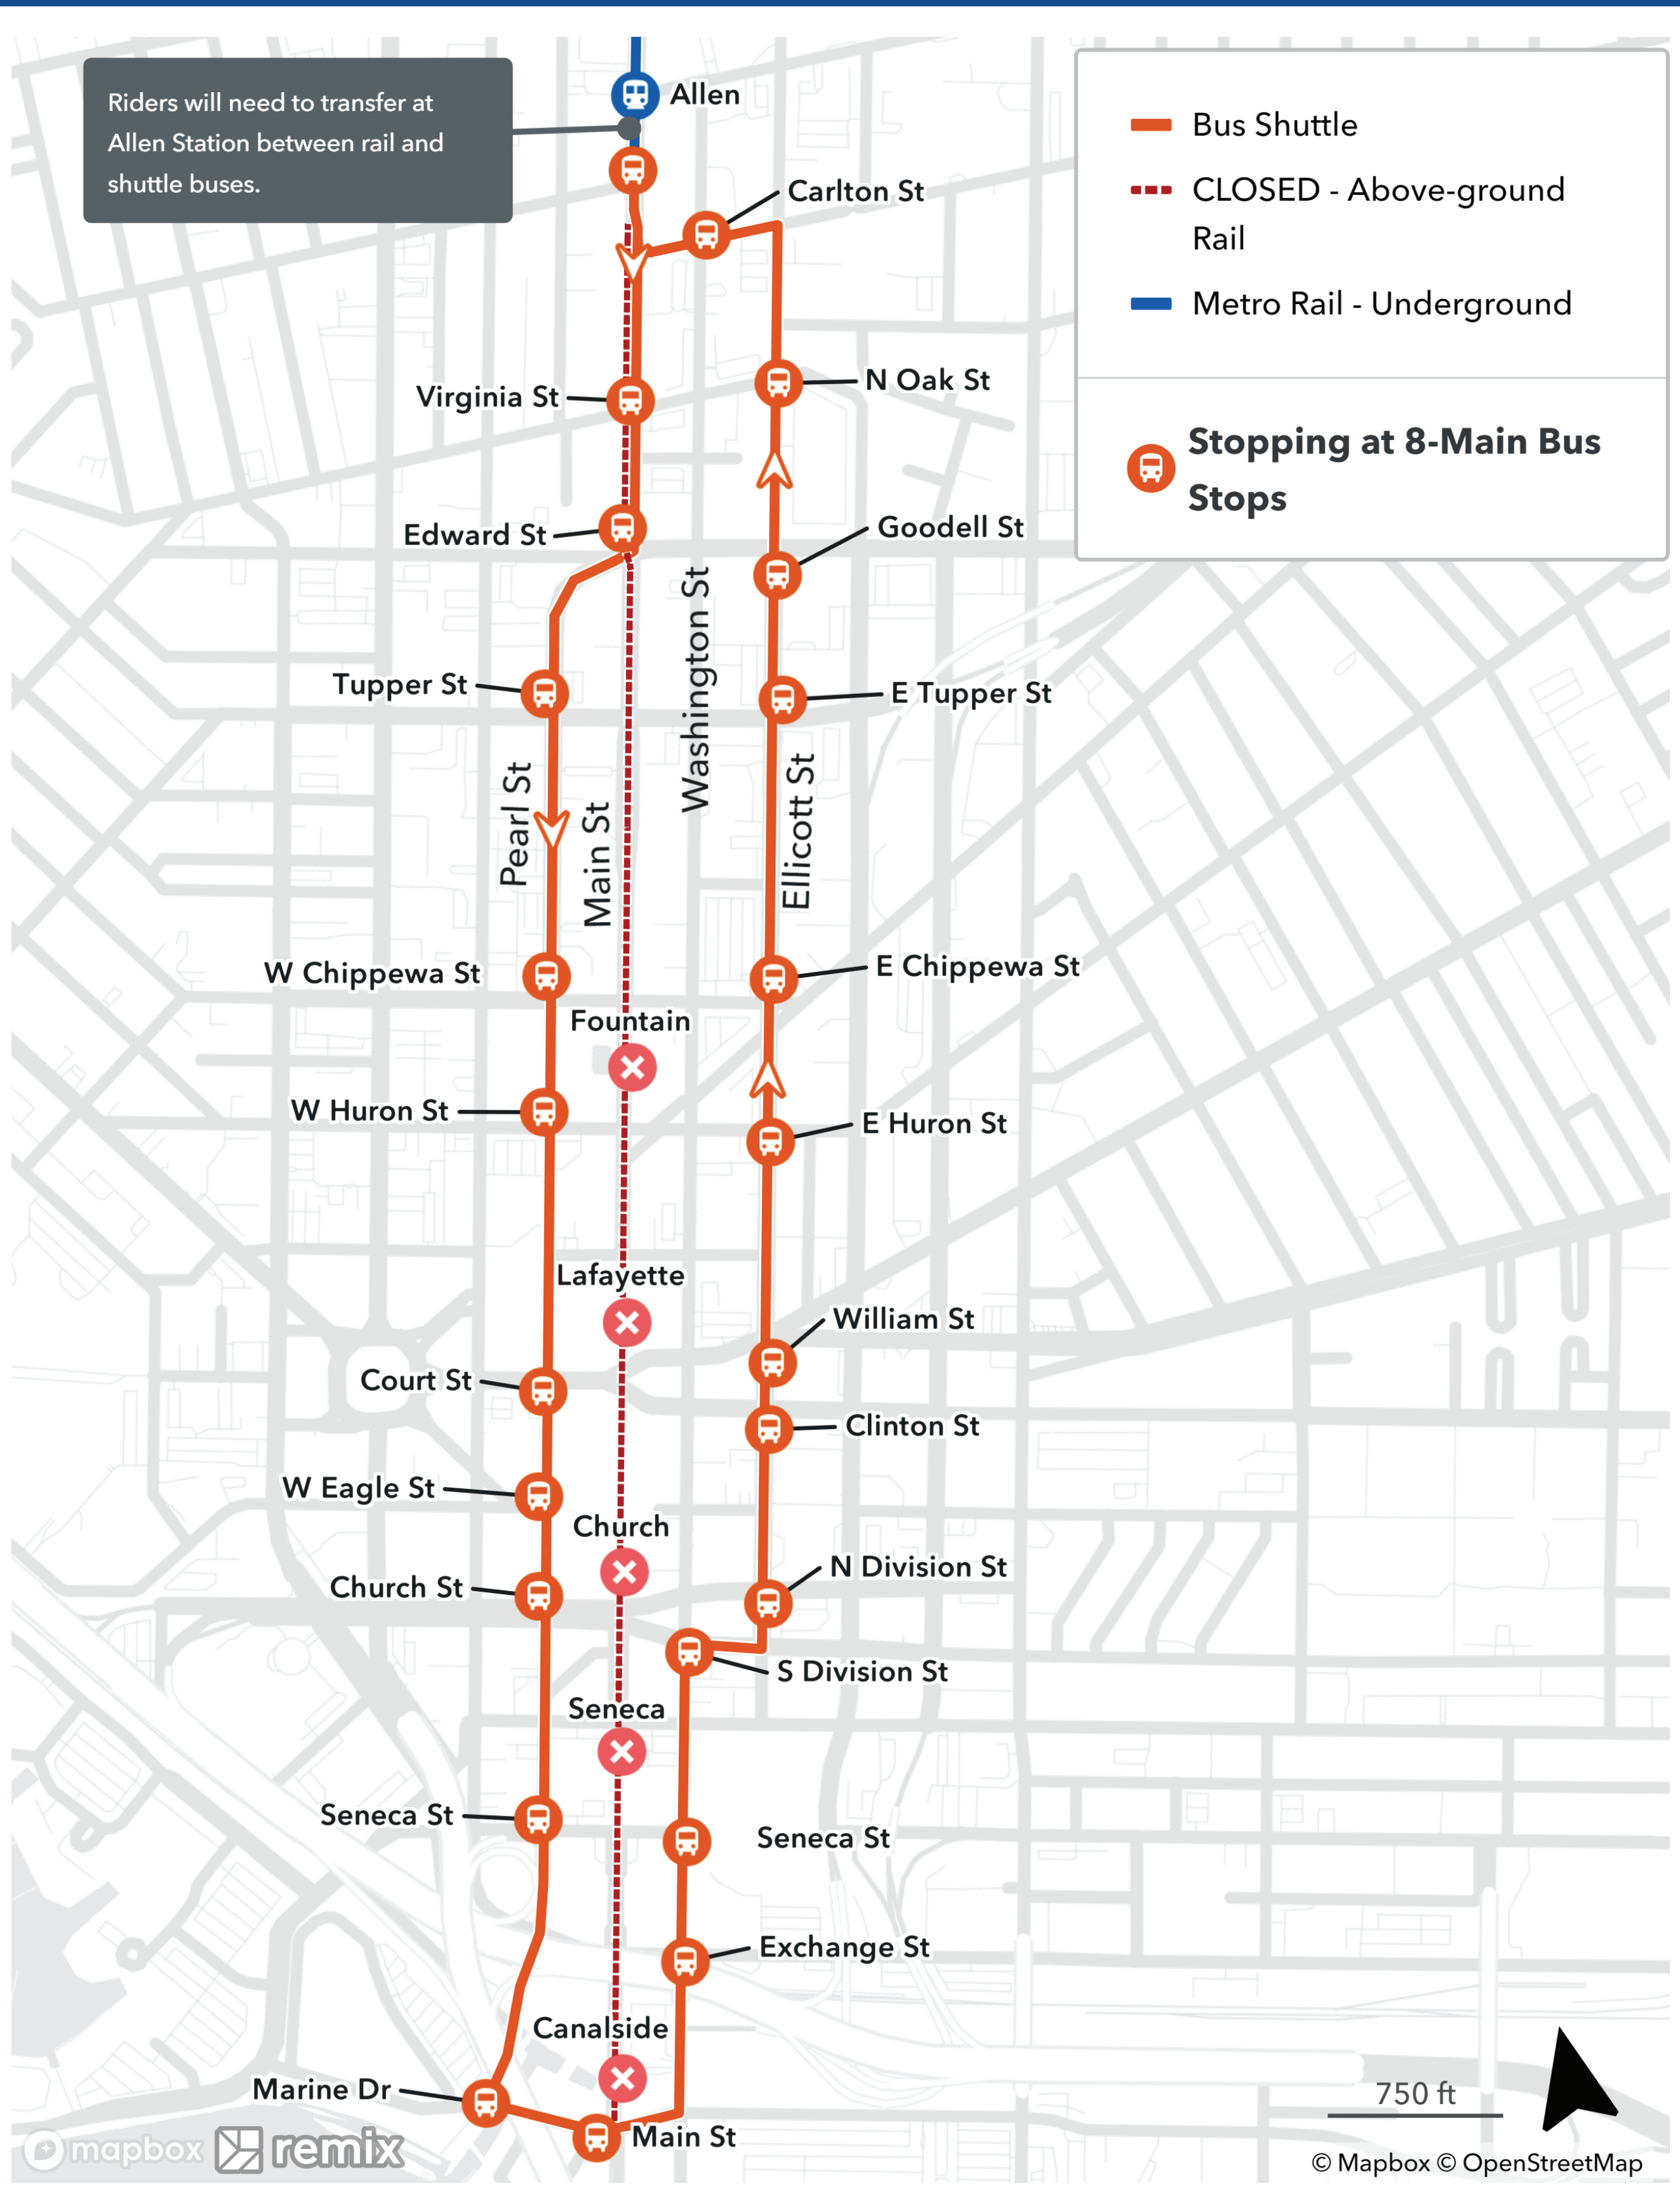 Allen
Riders will need to transfer at
Allen Station between rail and
shuttle buses.
Bus Shuttle
CLOSED - Above-ground
Rail
Metro Rail - Underground
Stopping at 8-Main Bus
Stops
Carlton St
N Oak St
Virginia St
Goodell St
Edward St
Washington St
Tupper St
E Tupper St
Pearl St
Main St
Ellicott St
W Chippewa St
E Chippewa St
Fountain
W Huron St
E Huron St
Lafayette
William St
Court St
Clinton St
W Eagle St
Church
N Division St
Church St
S Division St
Seneca
Seneca St
Seneca St
Exchange St
Canalside
Marine Dr
Main St
750 ft
mapbox
remix
© Mapbox © OpenStreetMap